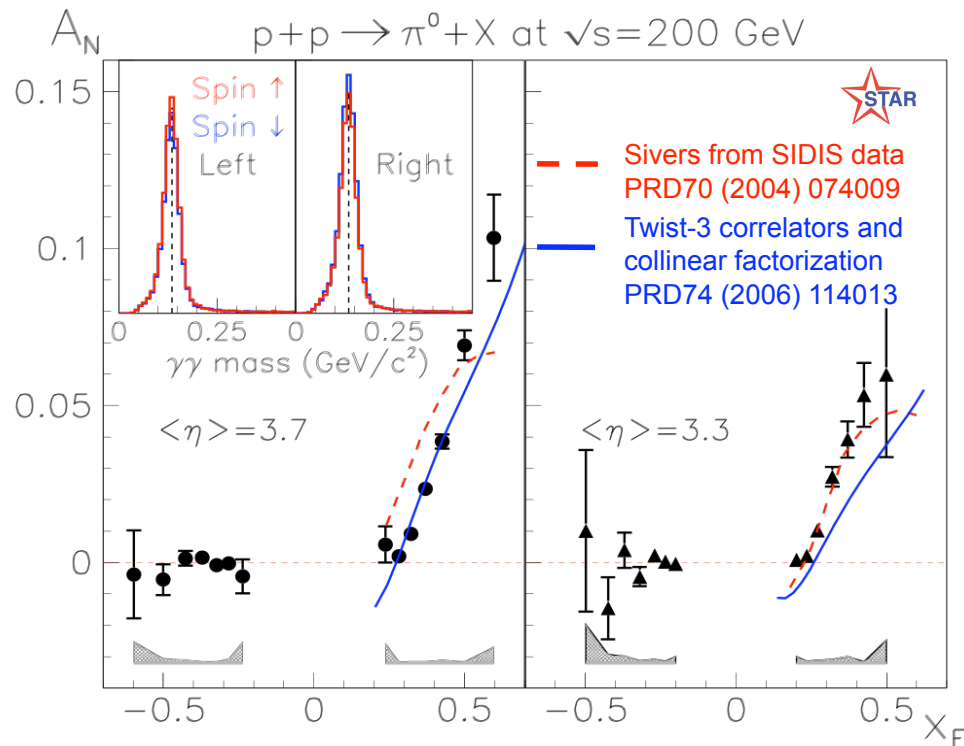 A_N p+p → π⁰+X at √s=200 GeV
0.15
0.1
0.05
0
Spin ↑
Spin ↓
Left
Right
0 0.25 0 0.25
γγ mass (GeV/c²)
<η>=3.7
STAR
Sivers from SIDIS data
PRD70 (2004) 074009
Twist-3 correlators and
collinear factorization
PRD74 (2006) 114013
<η>=3.3
−0.5 0 0.5 −0.5 0 0.5
x_F